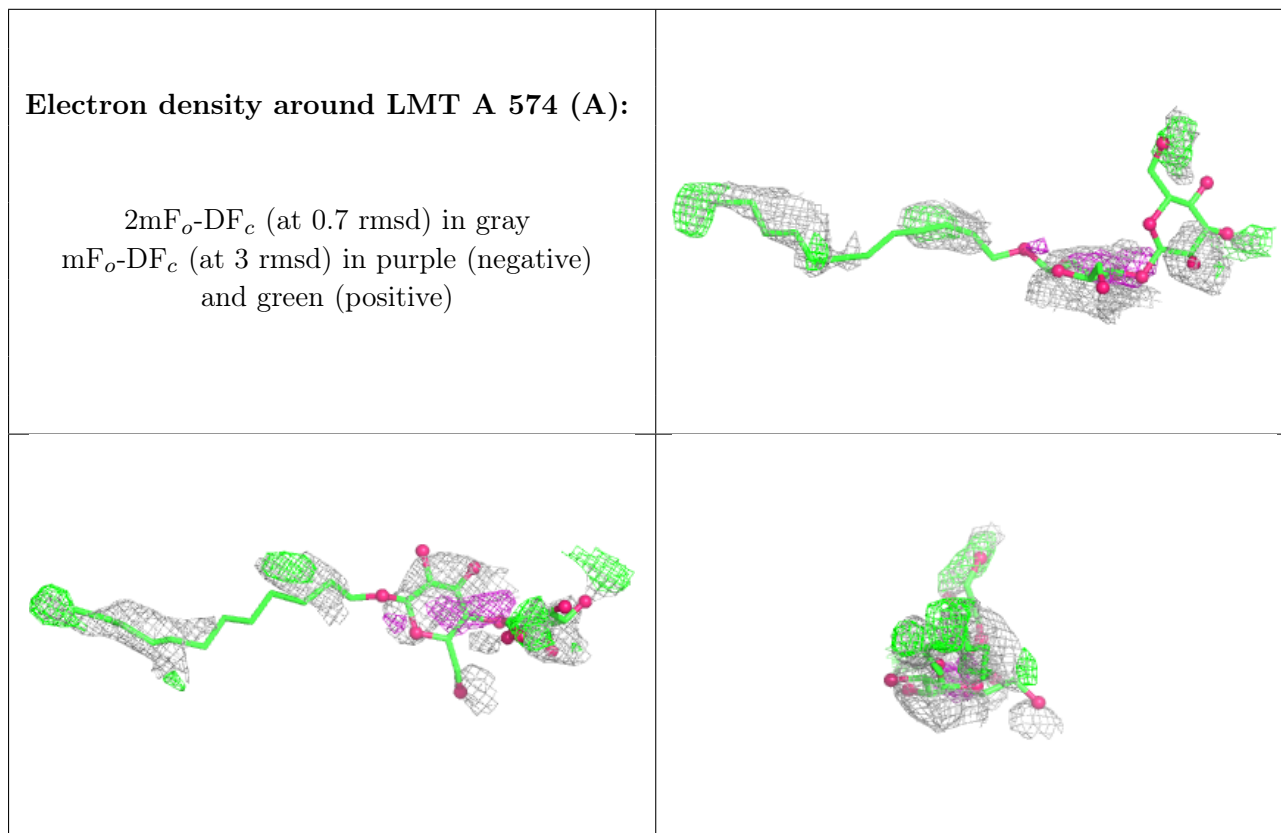 Electron density around LMT A 574 (A):
2mFₒ-DF𝒸 (at 0.7 rmsd) in gray
mFₒ-DF𝒸 (at 3 rmsd) in purple (negative)
and green (positive)